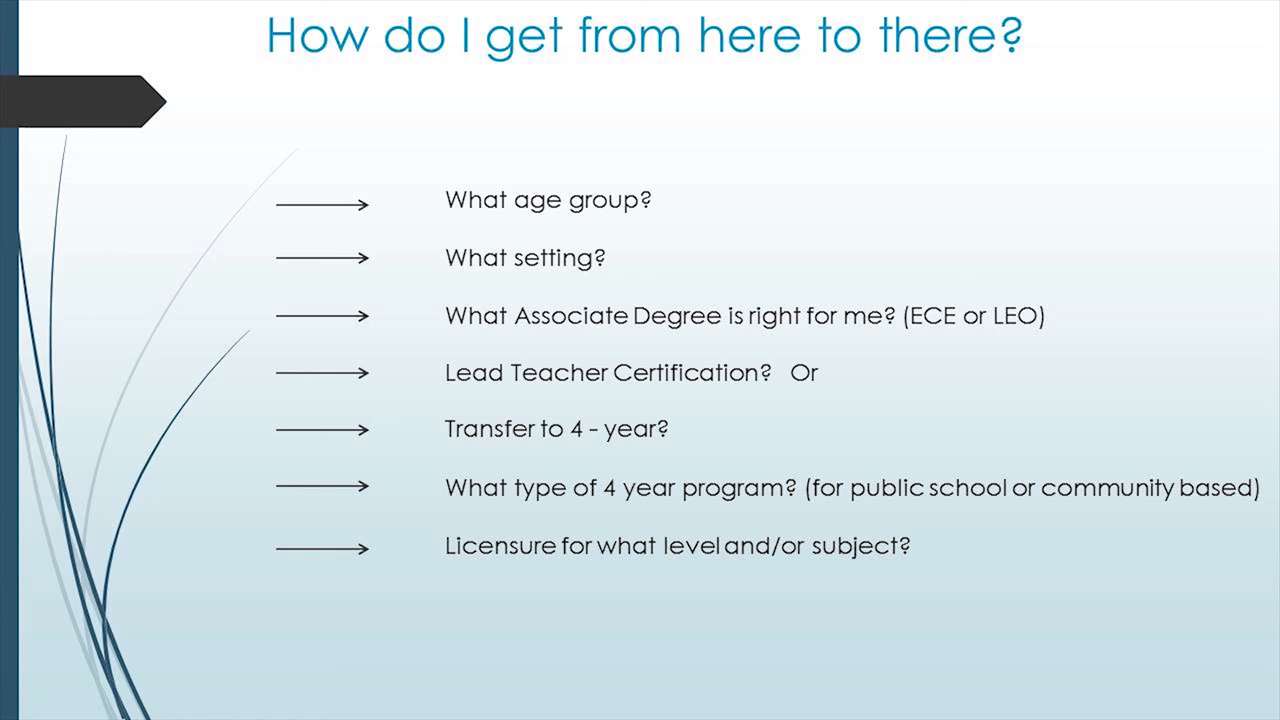 How do I get from here to there?
What age group?
What setting?
What Associate Degree is right for me? (ECE or LEO)
Lead Teacher Certification? Or
Transfer to 4 - year?
What type of 4 year program? (for public school or community based)
Licensure for what level and/or subject?